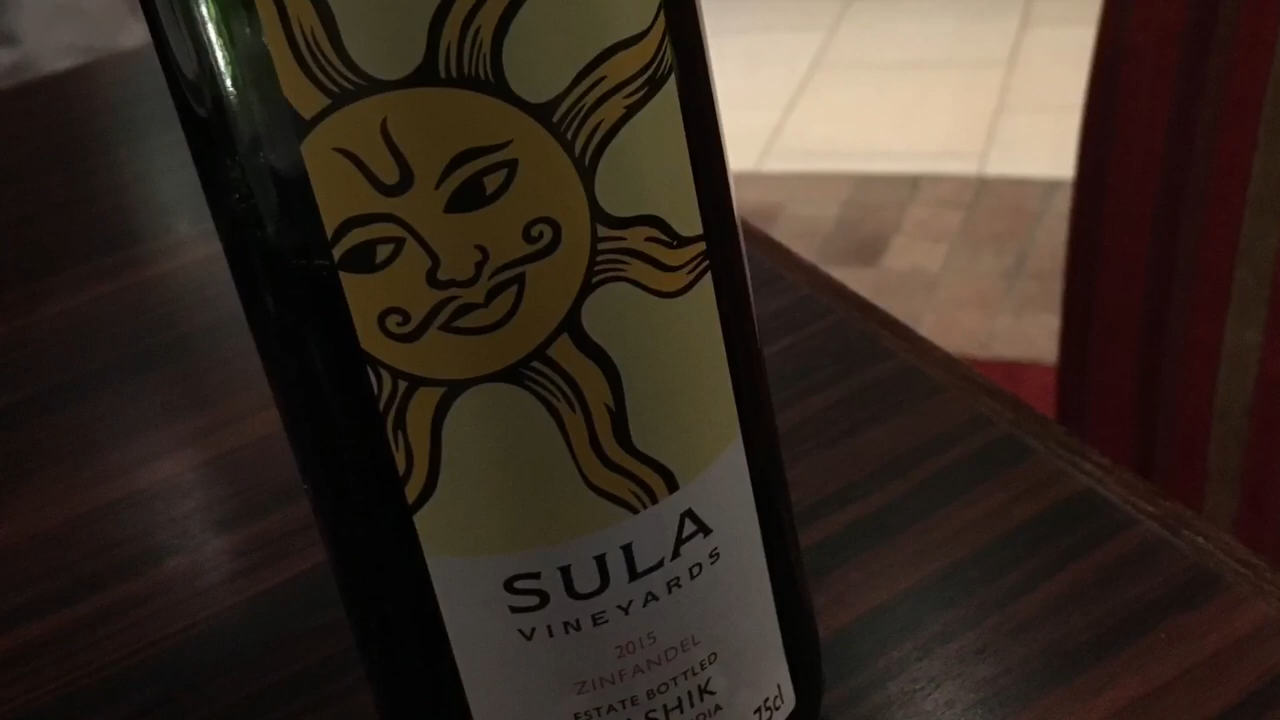 SULA
VINEYARDS
2015
ZINFANDEL
ESTATE BOTTLED
75cl